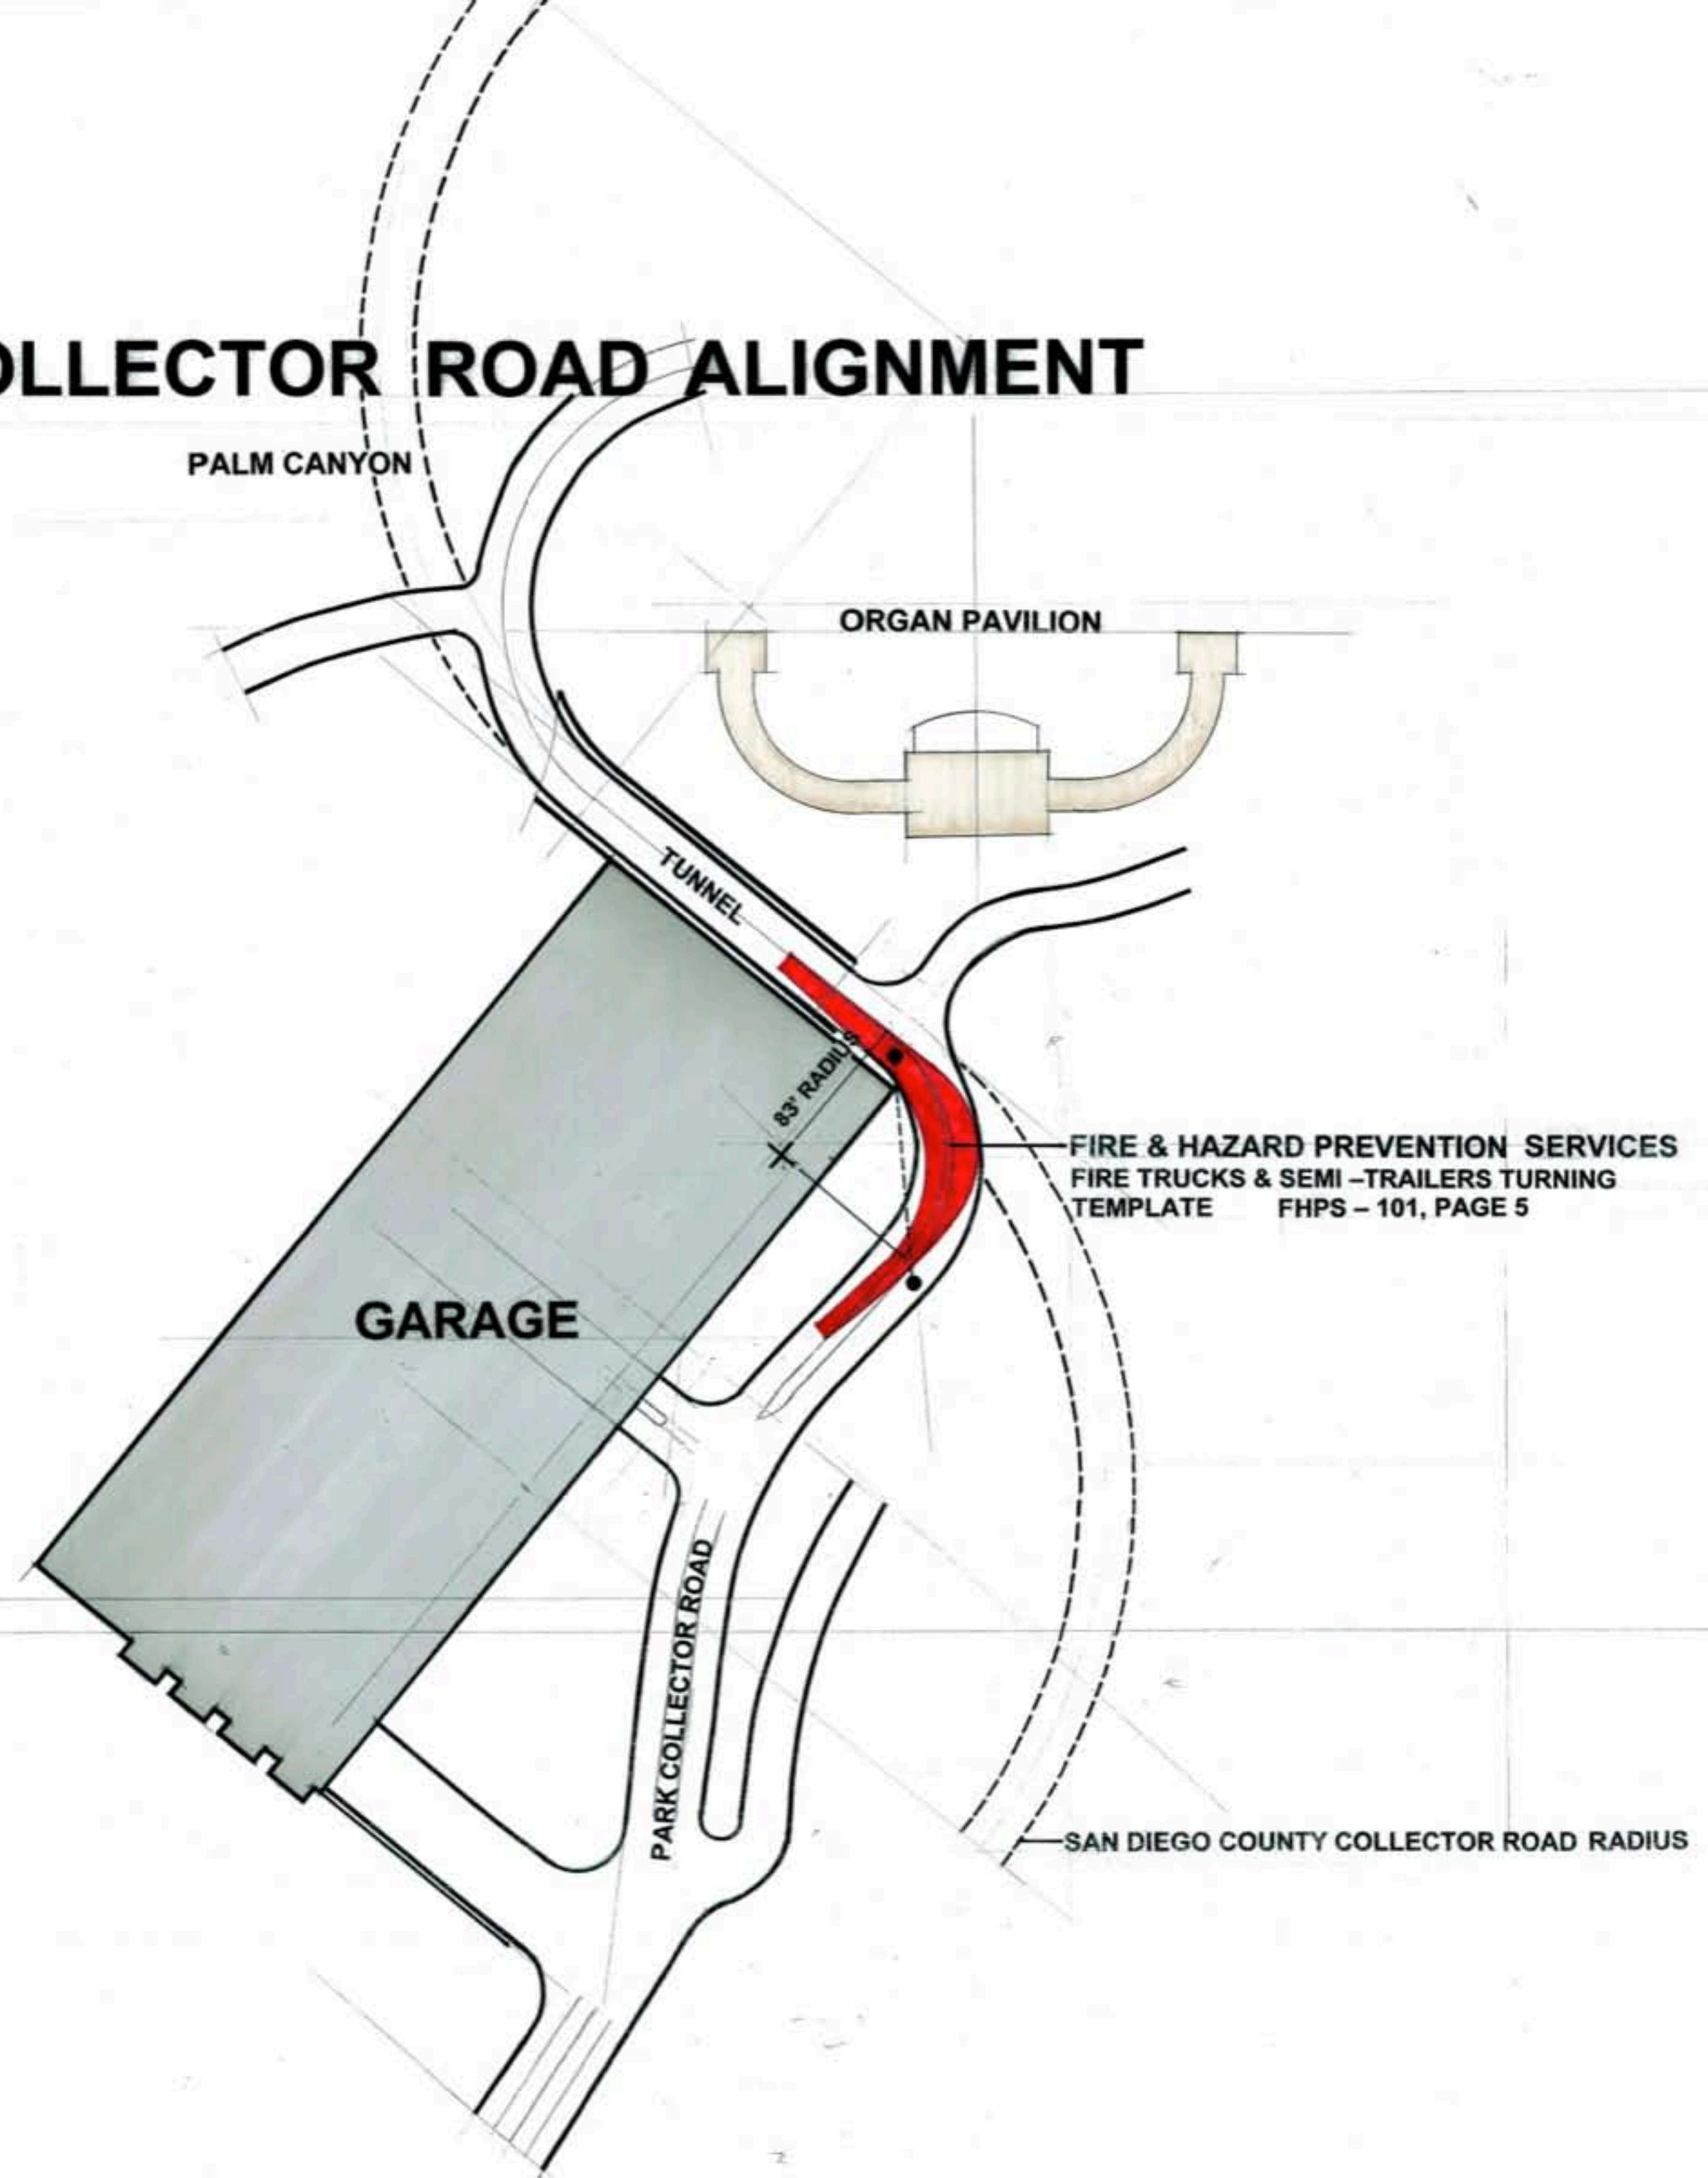 OLLECTOR ROAD ALIGNMENT
PALM CANYON
ORGAN PAVILION
TUNNEL
83' RADIUS
FIRE & HAZARD PREVENTION SERVICES
FIRE TRUCKS & SEMI –TRAILERS TURNING
TEMPLATE FHPS – 101, PAGE 5
GARAGE
PARK COLLECTOR ROAD
SAN DIEGO COUNTY COLLECTOR ROAD RADIUS